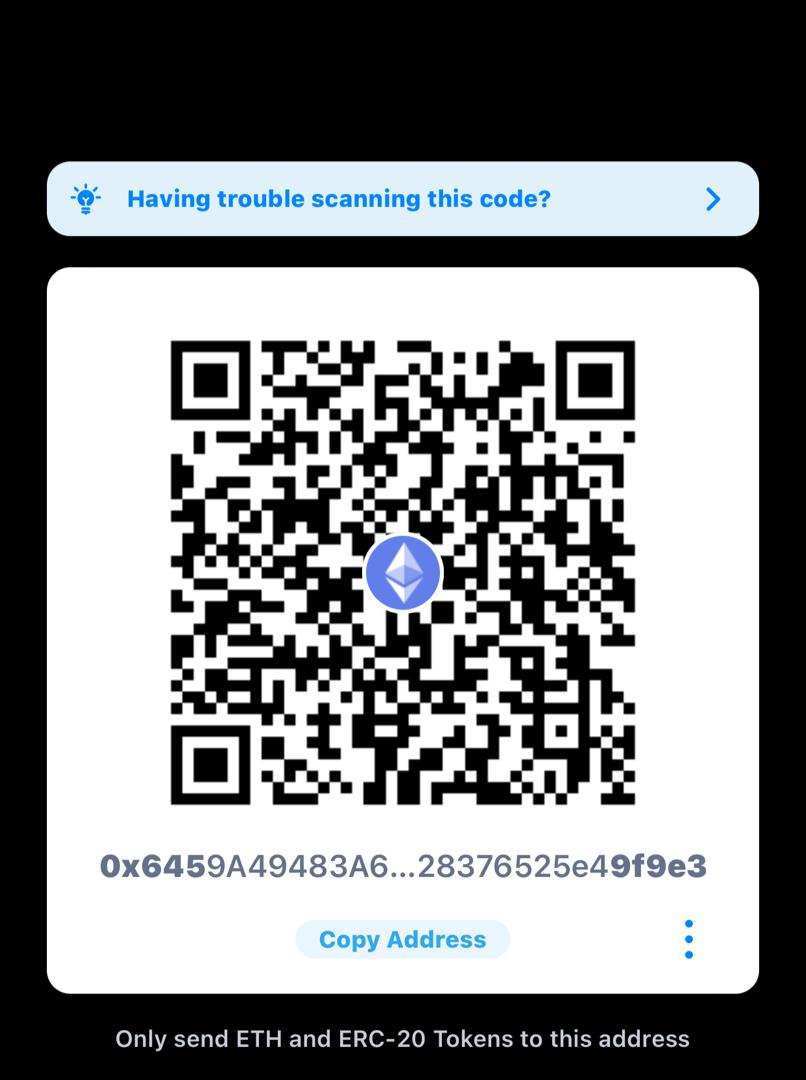 Having trouble scanning this code?
0x6459A49483A6...28376525e49f9e3
Copy Address
Only send ETH and ERC-20 Tokens to this address